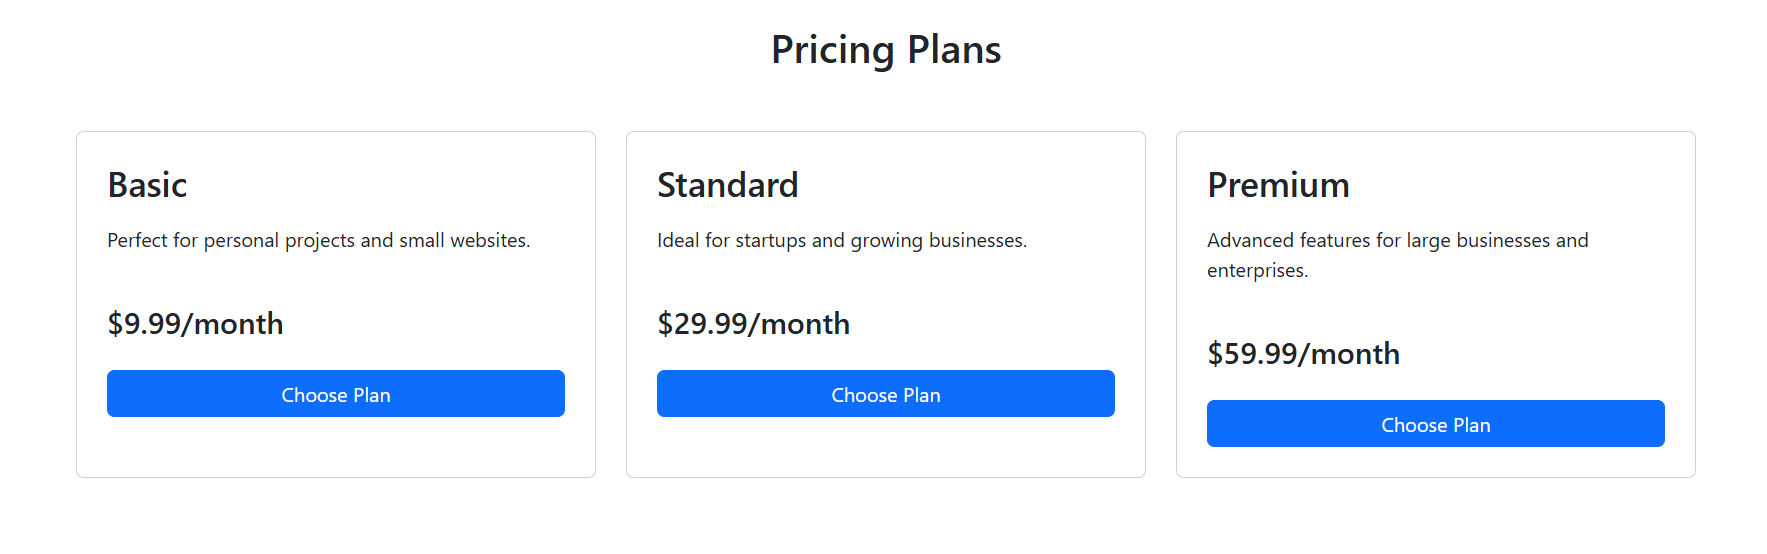 Pricing Plans
Basic
Perfect for personal projects and small websites.
$9.99/month
Choose Plan
Standard
Ideal for startups and growing businesses.
$29.99/month
Choose Plan
Premium
Advanced features for large businesses and
enterprises.
$59.99/month
Choose Plan